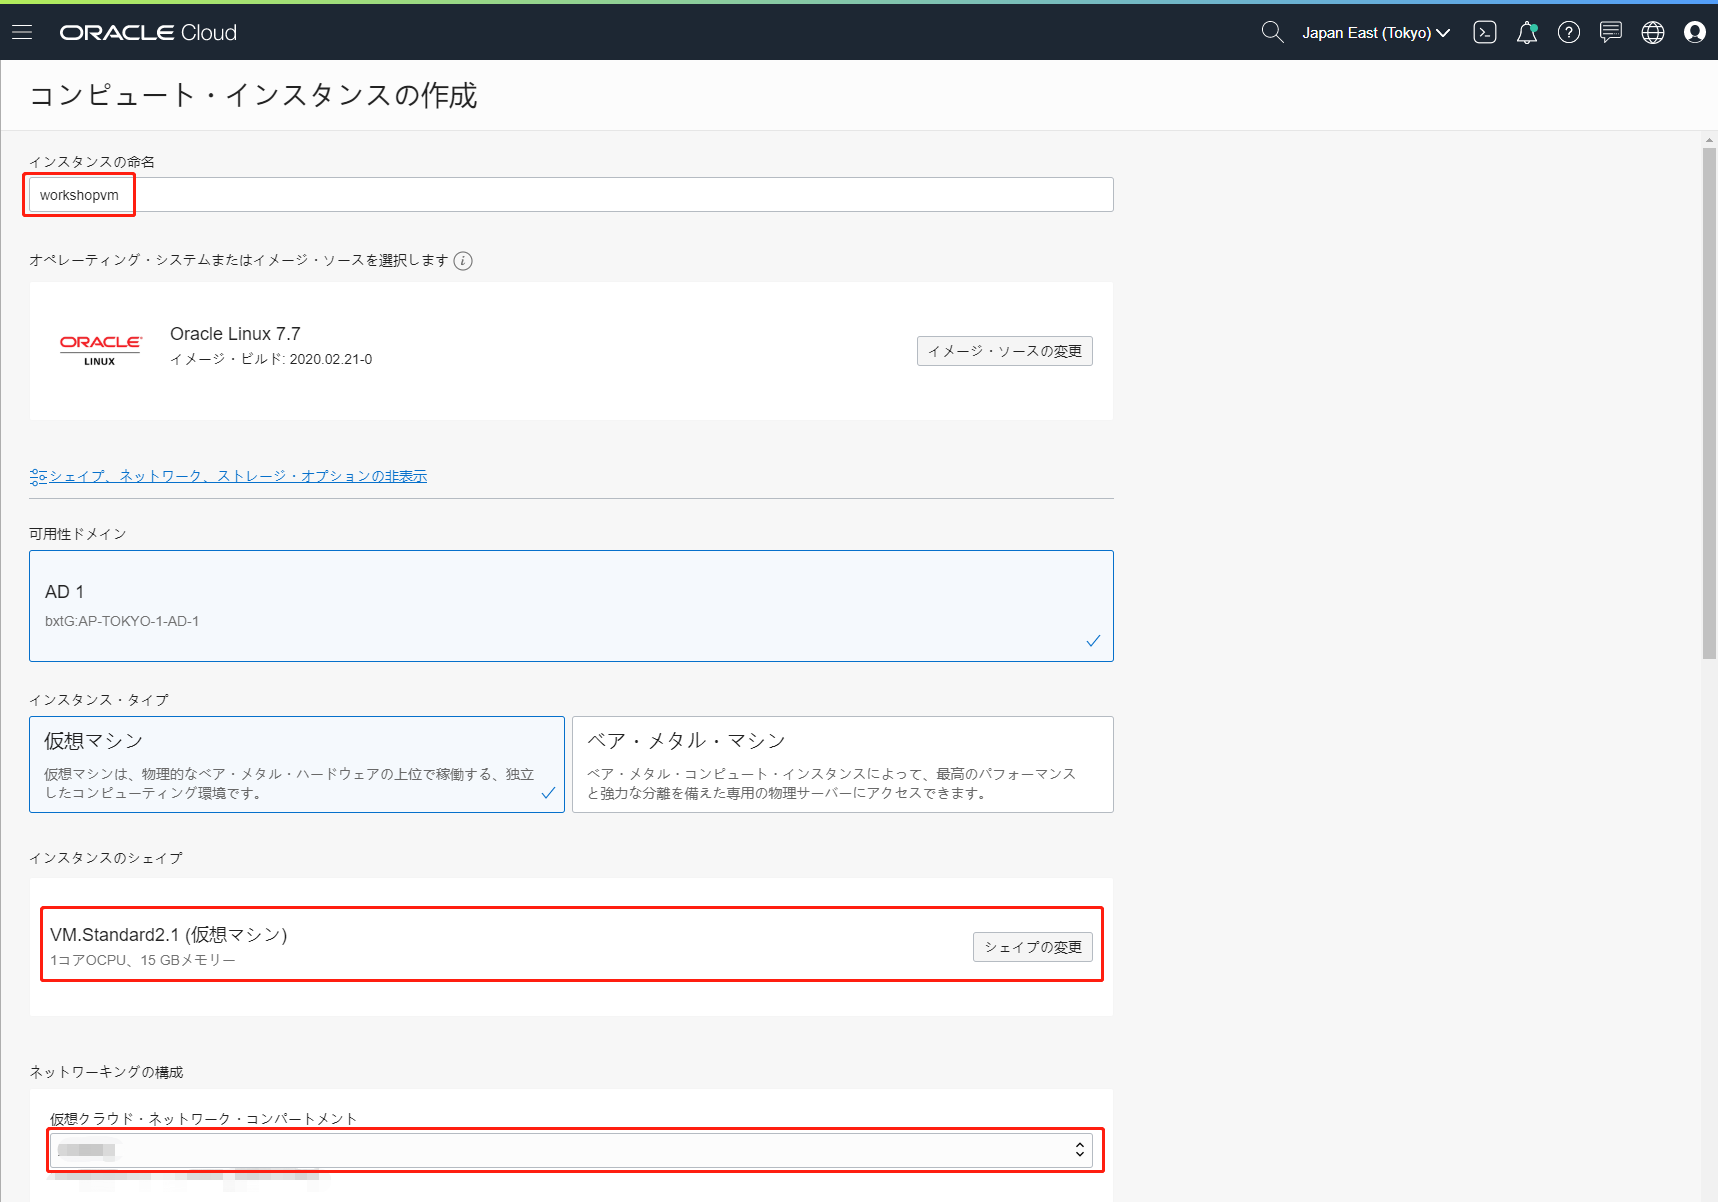 ORACLE Cloud
Japan East (Tokyo)
コンピュート・インスタンスの作成
インスタンスの命名
workshopvm
オペレーティング・システムまたはイメージ・ソースを選択します
ORACLE
LINUX
Oracle Linux 7.7
イメージ・ビルド: 2020.02.21-0
イメージ・ソースの変更
シェイプ、ネットワーク、ストレージ・オプションの非表示
可用性ドメイン
AD 1
bxtG:AP-TOKYO-1-AD-1
インスタンス・タイプ
仮想マシン
仮想マシンは、物理的なベア・メタル・ハードウェアの上位で稼働する、独立
したコンピューティング環境です。
ベア・メタル・マシン
ベア・メタル・コンピュート・インスタンスによって、最高のパフォーマンス
と強力な分離を備えた専用の物理サーバーにアクセスできます。
インスタンスのシェイプ
VM.Standard2.1 (仮想マシン)
1コアOCPU、15 GBメモリー
シェイプの変更
ネットワーキングの構成
仮想クラウド・ネットワーク・コンパートメント